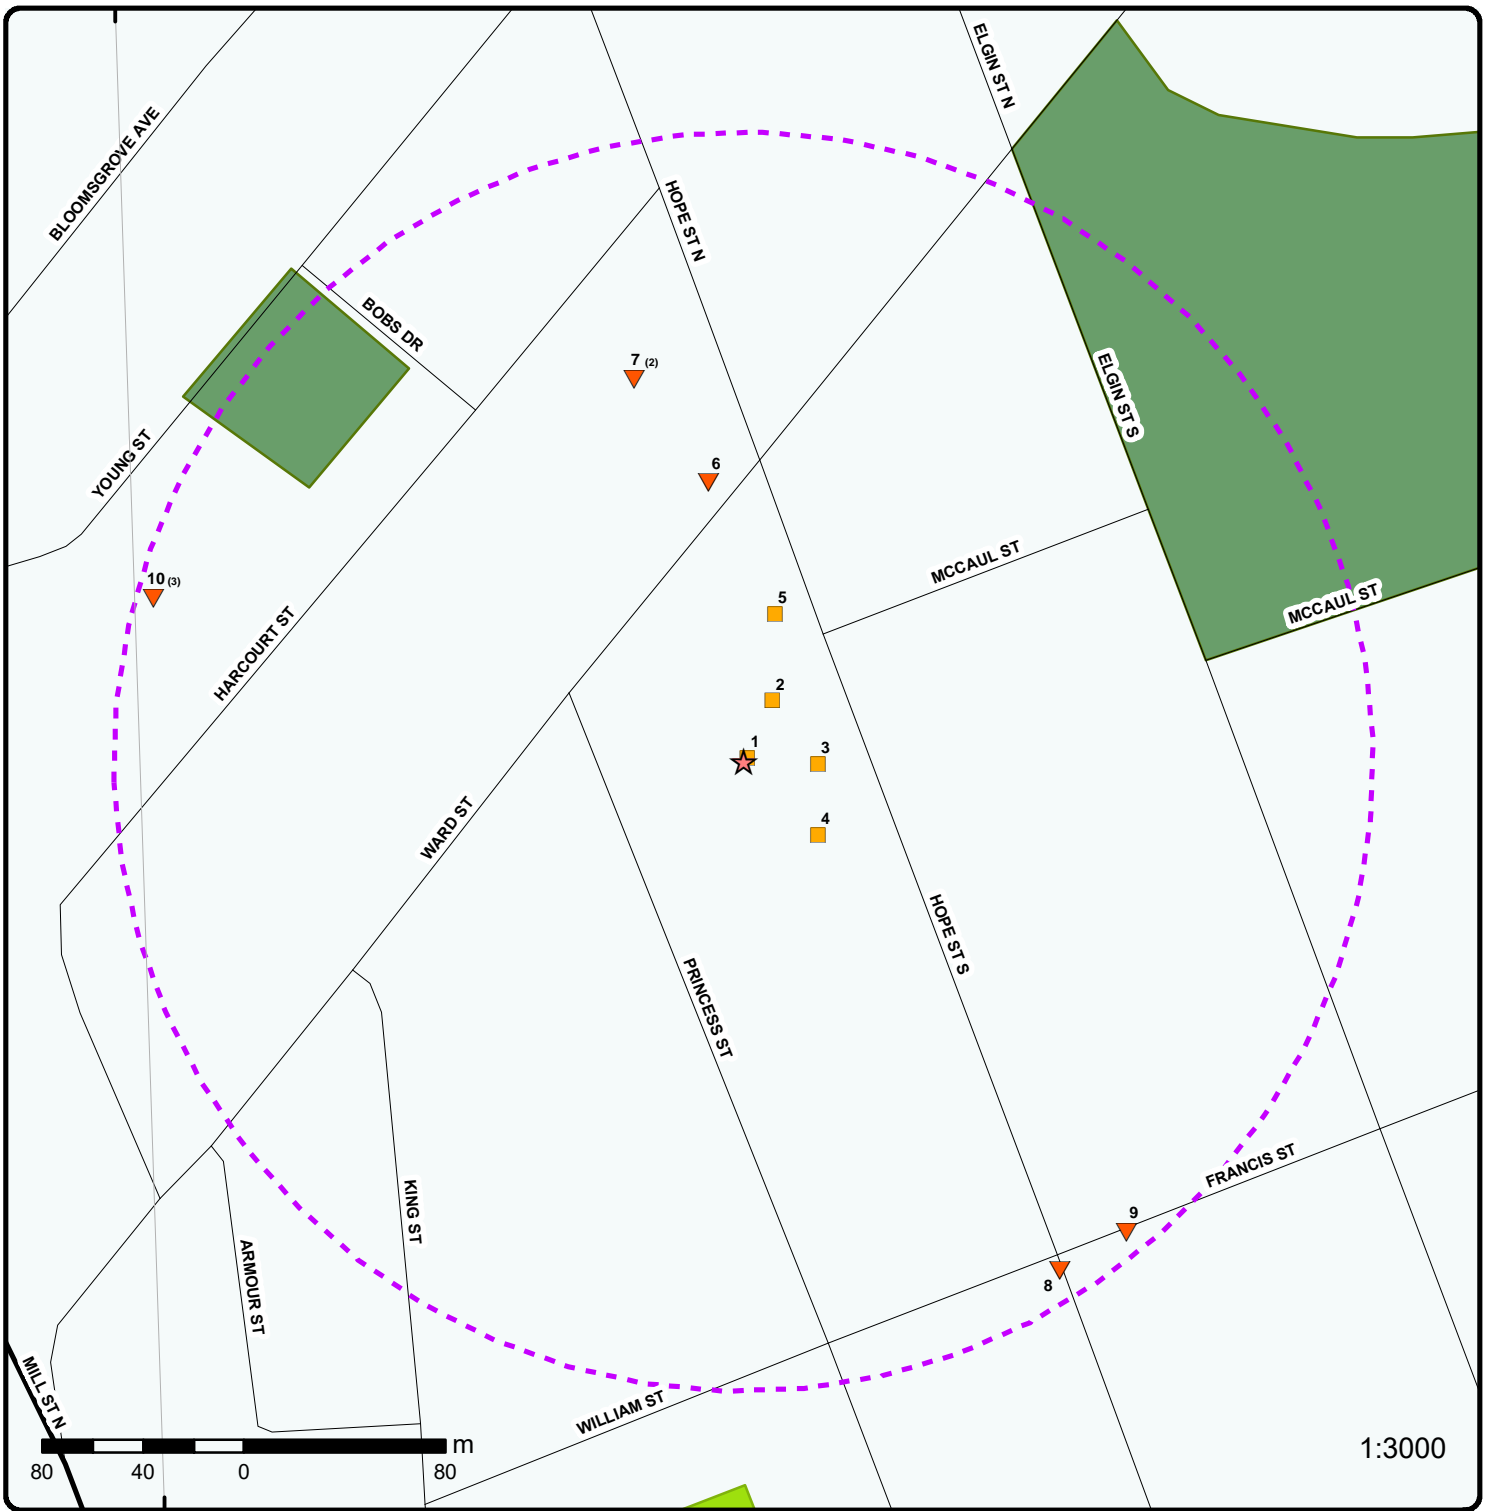 ELGIN ST N
BLOOMSGROVE AVE
HOPE ST N
BOBS DR
7 (2)
ELGIN ST S
YOUNG ST
6
MCCAUL ST
10 (3)
5
MCCAUL ST
HARCOURT ST
2
1
3
WARD ST
4
HOPE ST S
PRINCESS ST
FRANCIS ST
KING ST
9
ARMOUR ST
8
MILL ST N
WILLIAM ST
m
1:3000
80 40 0 80